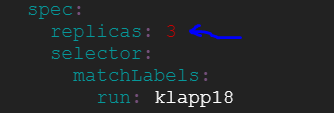 spec:
replicas: 3
selector:
matchLabels:
run: klapp18